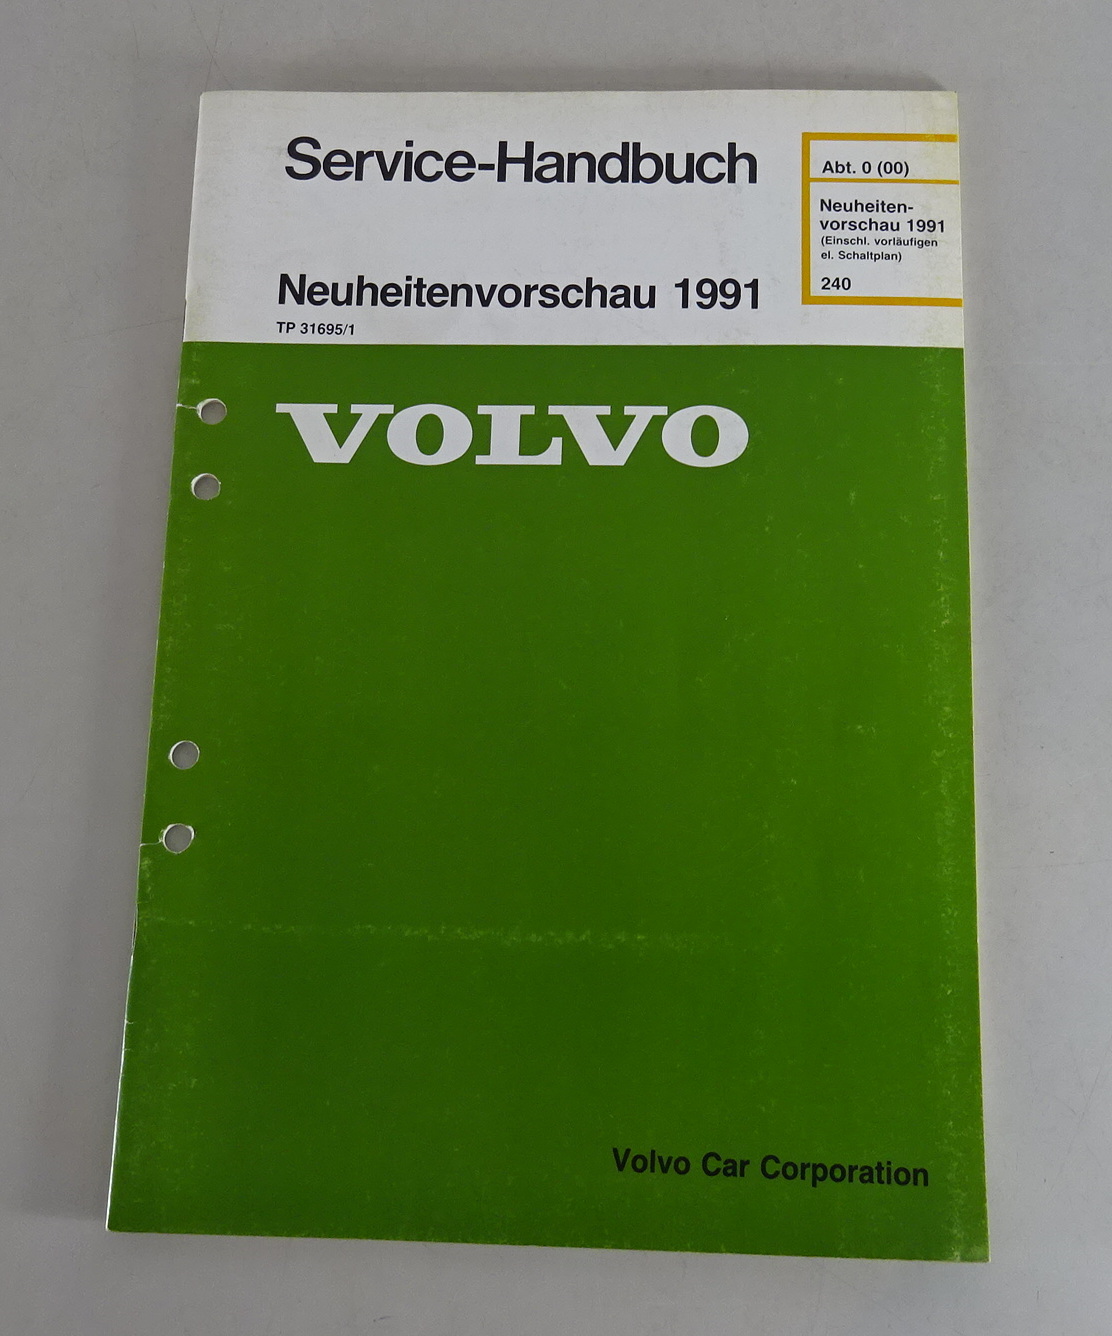 Service-Handbuch
Abt. 0 (00)
Neuheiten-
vorschau 1991
(Einschl. vorläufigen
el. Schaltplan)
240
Neuheitenvorschau 1991
TP 31695/1
VOLVO
Volvo Car Corporation